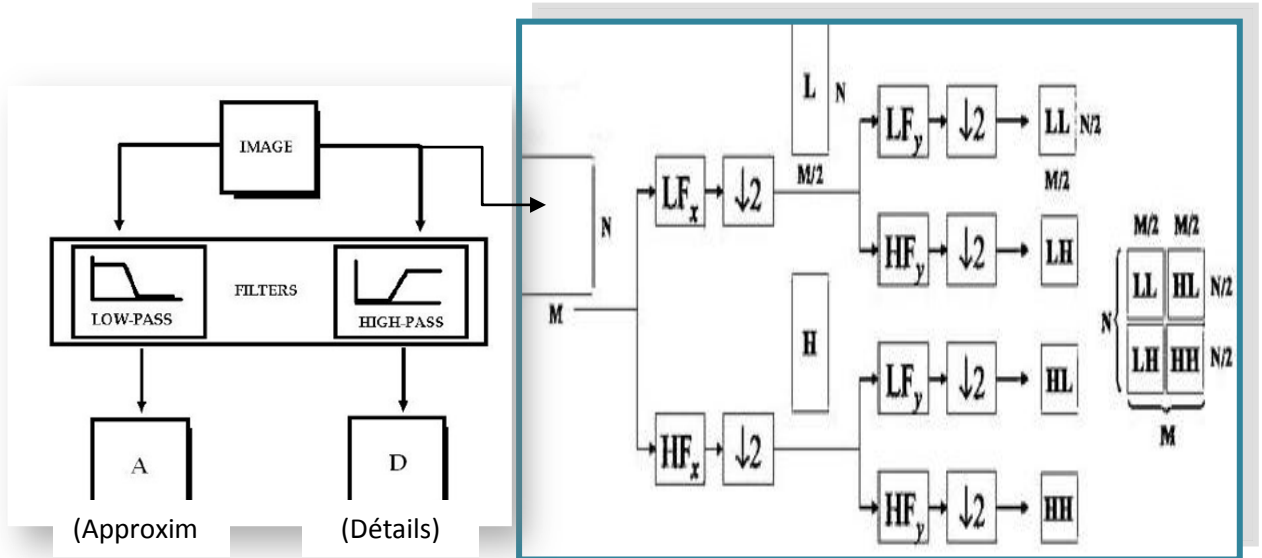 IMAGE
LOW-PASS
FILTERS
HIGH-PASS
A
D
(Approxim
(Détails)
L
N
M/2
N
M
LFx
↓2
LFy
↓2
LL
N/2
M/2
HFy
↓2
LH
H
HFx
↓2
LFy
↓2
HL
HFy
↓2
HH
M/2 M/2
LL HL N/2
N
LH HH N/2
M